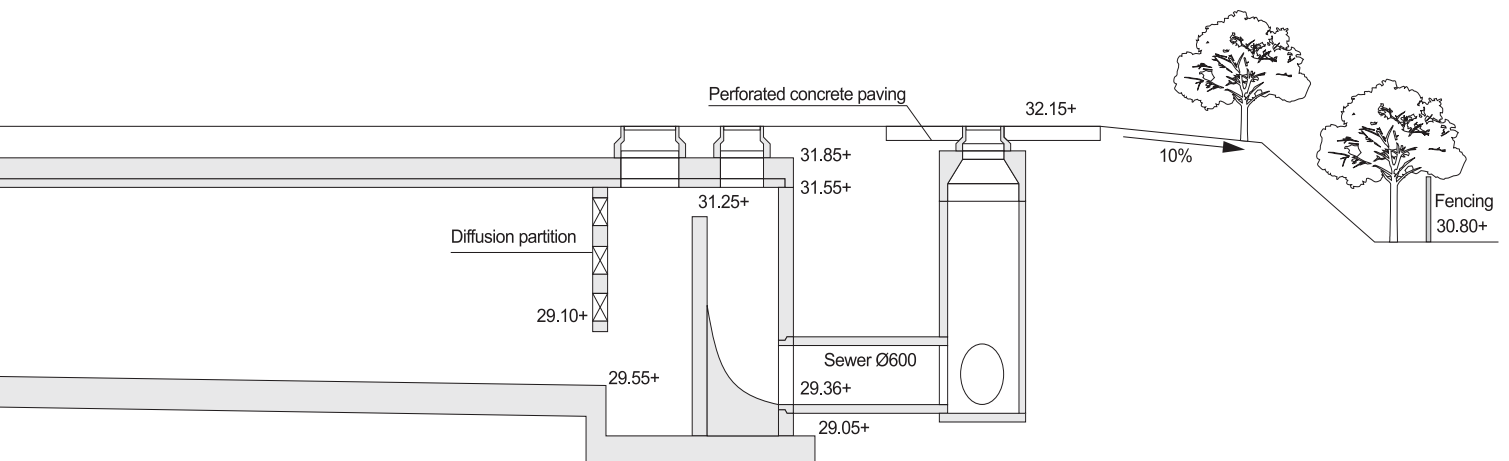 Perforated concrete paving
32.15+
10%
31.85+
31.55+
31.25+
Fencing
30.80+
Diffusion partition
29.10+
Sewer Ø600
29.55+
29.36+
29.05+